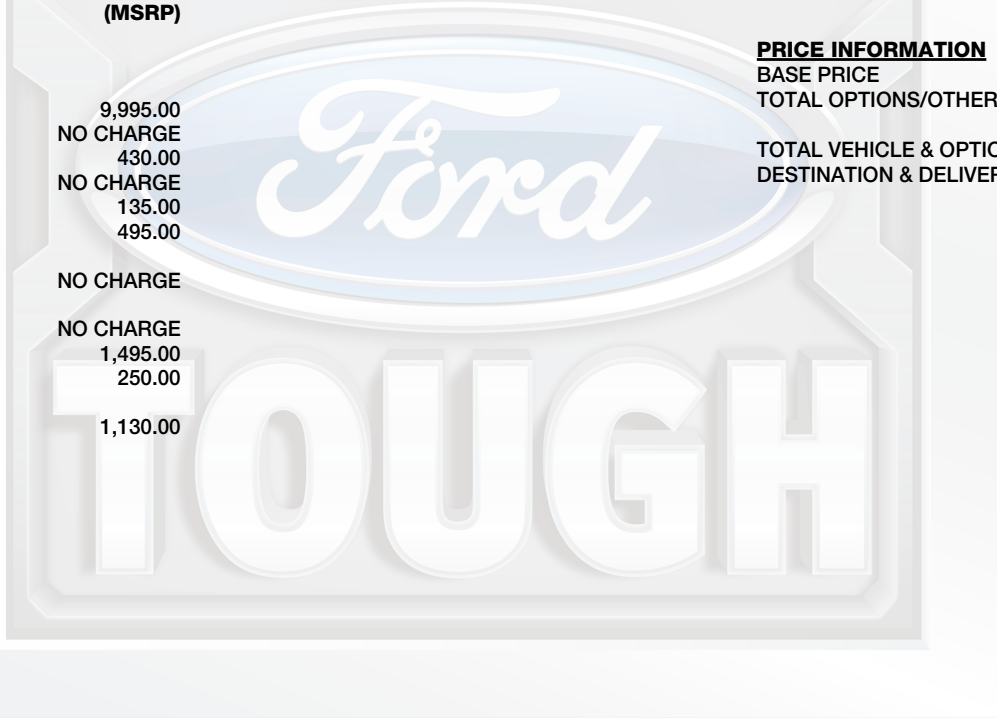 (MSRP)
9,995.00
NO CHARGE
430.00
NO CHARGE
135.00
495.00
NO CHARGE
NO CHARGE
1,495.00
250.00
1,130.00
PRICE INFORMATION
BASE PRICE
TOTAL OPTIONS/OTHER
TOTAL VEHICLE & OPTIO
DESTINATION & DELIVER
Ford
TOUGH